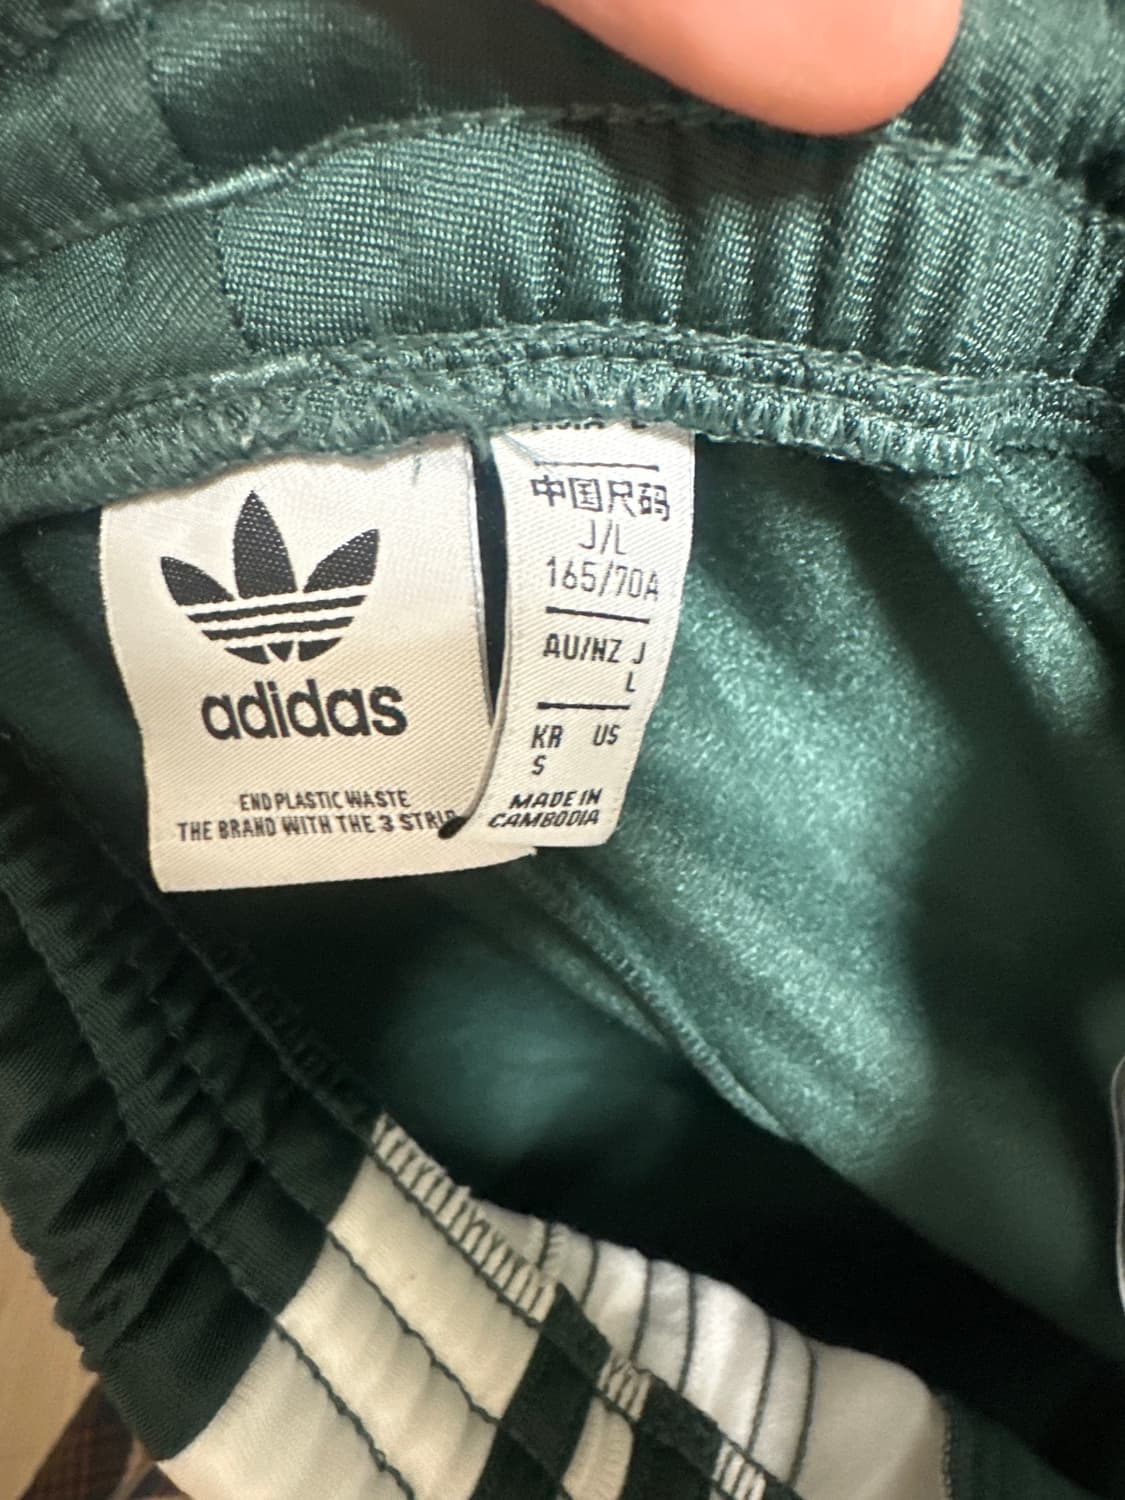 adidas
END PLASTIC WASTE
THE BRAND WITH THE 3
中国尺码
J/L
165/70A
AU/NZ J
L
KR US
S
MADE IN
CAMBODIA